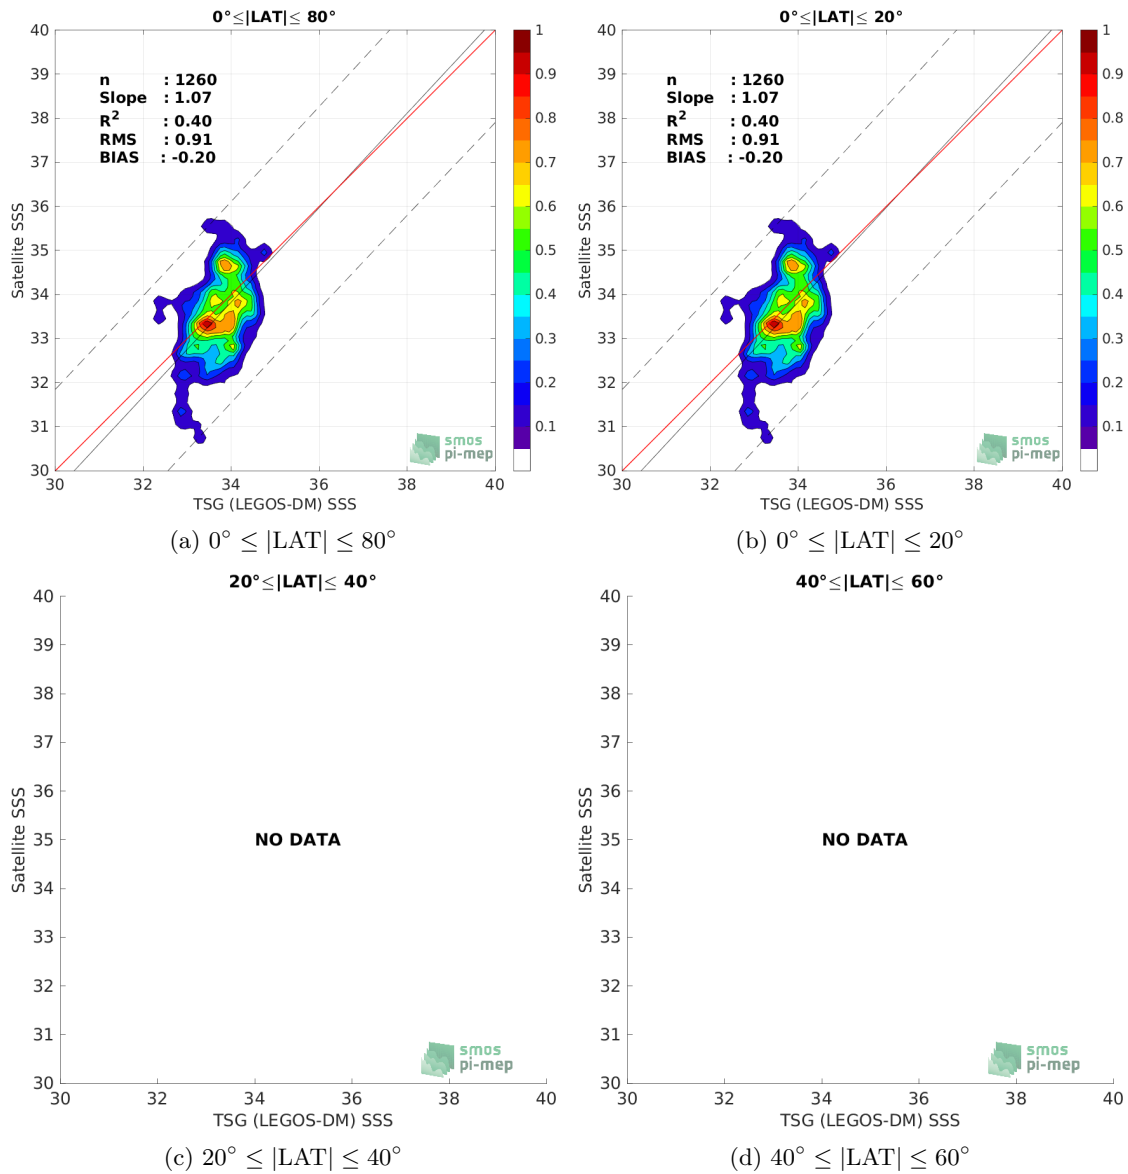 0°≤|LAT|≤ 80°
40
39
38
37
36
35
34
33
32
31
30
Satellite SSS
n : 1260
Slope : 1.07
R² : 0.40
RMS : 0.91
BIAS : -0.20
smos
pi-mep
30 32 34 36 38 40
TSG (LEGOS-DM) SSS
1
0.9
0.8
0.7
0.6
0.5
0.4
0.3
0.2
0.1
(a) 0° ≤ |LAT| ≤ 80°
0°≤|LAT|≤ 20°
40
39
38
37
36
35
34
33
32
31
30
Satellite SSS
n : 1260
Slope : 1.07
R² : 0.40
RMS : 0.91
BIAS : -0.20
smos
pi-mep
30 32 34 36 38 40
TSG (LEGOS-DM) SSS
1
0.9
0.8
0.7
0.6
0.5
0.4
0.3
0.2
0.1
(b) 0° ≤ |LAT| ≤ 20°
20°≤|LAT|≤ 40°
40
39
38
37
36
35
34
33
32
31
30
Satellite SSS
NO DATA
smos
pi-mep
30 32 34 36 38 40
TSG (LEGOS-DM) SSS
(c) 20° ≤ |LAT| ≤ 40°
40°≤|LAT|≤ 60°
40
39
38
37
36
35
34
33
32
31
30
Satellite SSS
NO DATA
smos
pi-mep
30 32 34 36 38 40
TSG (LEGOS-DM) SSS
(d) 40° ≤ |LAT| ≤ 60°